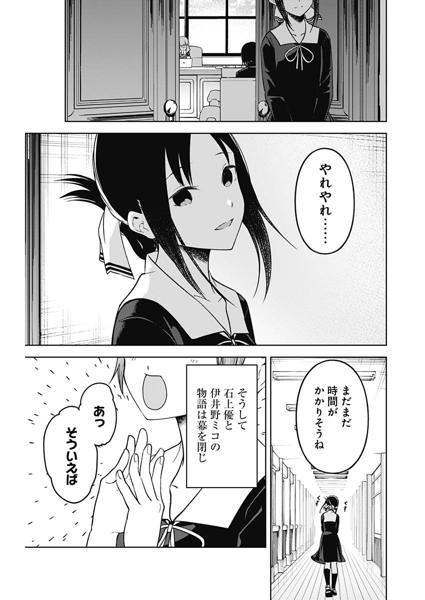 やれやれ……
まだまだ
時間が
かかりそうね
そうして
石上優と
伊井野ミコの
物語は幕を閉じ
あっ
そういえば